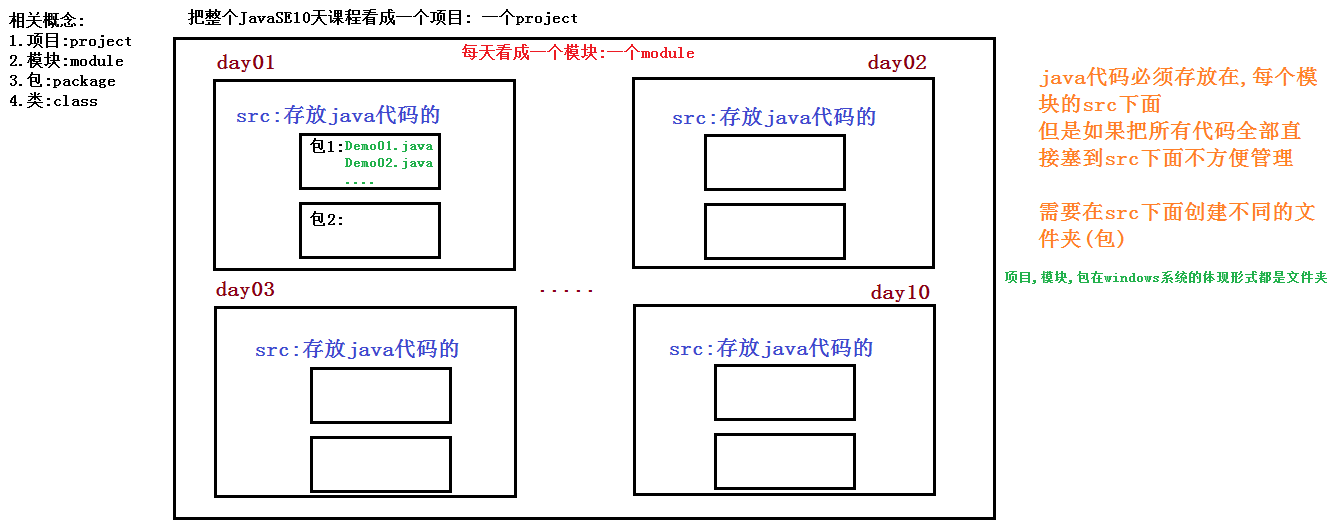 相关概念:
1.项目:project
2.模块:module
3.包:package
4.类:class
把整个JavaSE10天课程看成一个项目: 一个project
每天看成一个模块:一个module
day01
src:存放java代码的
包1:Demo01.java
Demo02.java
....
包2:
day02
src:存放java代码的
day03
src:存放java代码的
.....
day10
src:存放java代码的
java代码必须存放在,每个模
块的src下面
但是如果把所有代码全部直
接塞到src下面不方便管理
需要在src下面创建不同的文
件夹(包)
项目,模块,包在windows系统的体现形式都是文件夹